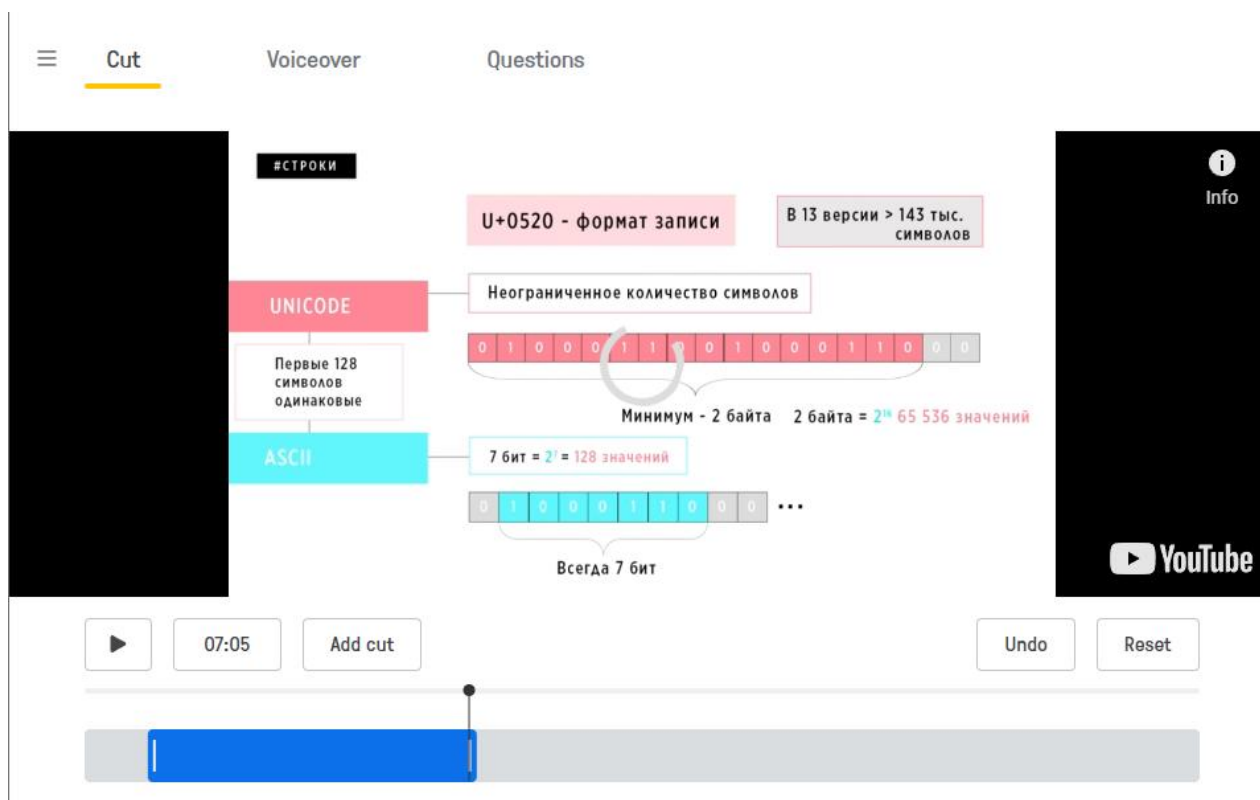 Cut Voiceover Questions
#СТРОКИ
Info
U+0520 - формат записи
В 13 версии > 143 тыс.
символов
Неограниченное количество символов
UNICODE
0 1 0 0 0 1 1 0 0 1 0 0 0 1 1 0 0 0
Первые 128
символов
одинаковые
Минимум - 2 байта 2 байта = 2¹⁶ 65 536 значений
ASCII
7 бит = 2⁷ = 128 значений
0 1 0 0 0 1 1 0 0 0 ...
Всегда 7 бит
YouTube
07:05 Add cut Undo Reset